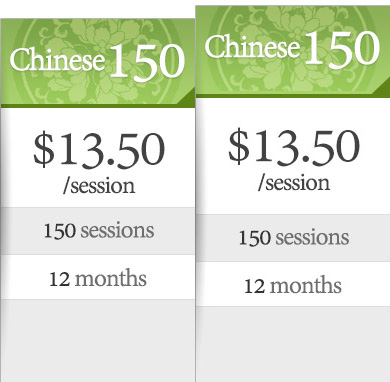 Chinese 150
$13.50
/session
150 sessions
12 months
Chinese 150
$13.50
/session
150 sessions
12 months